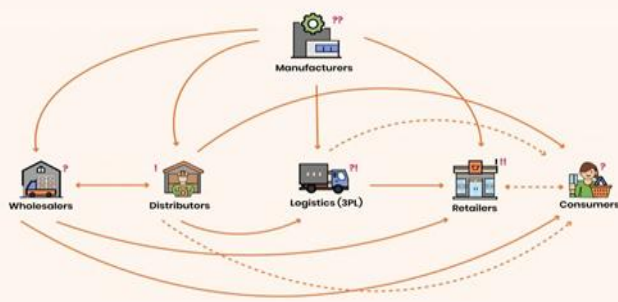 ??
Manufacturers
?
Wholesalers
!
Distributors
?!
Logistics (3PL)
!!!
Retailers
?
Consumers